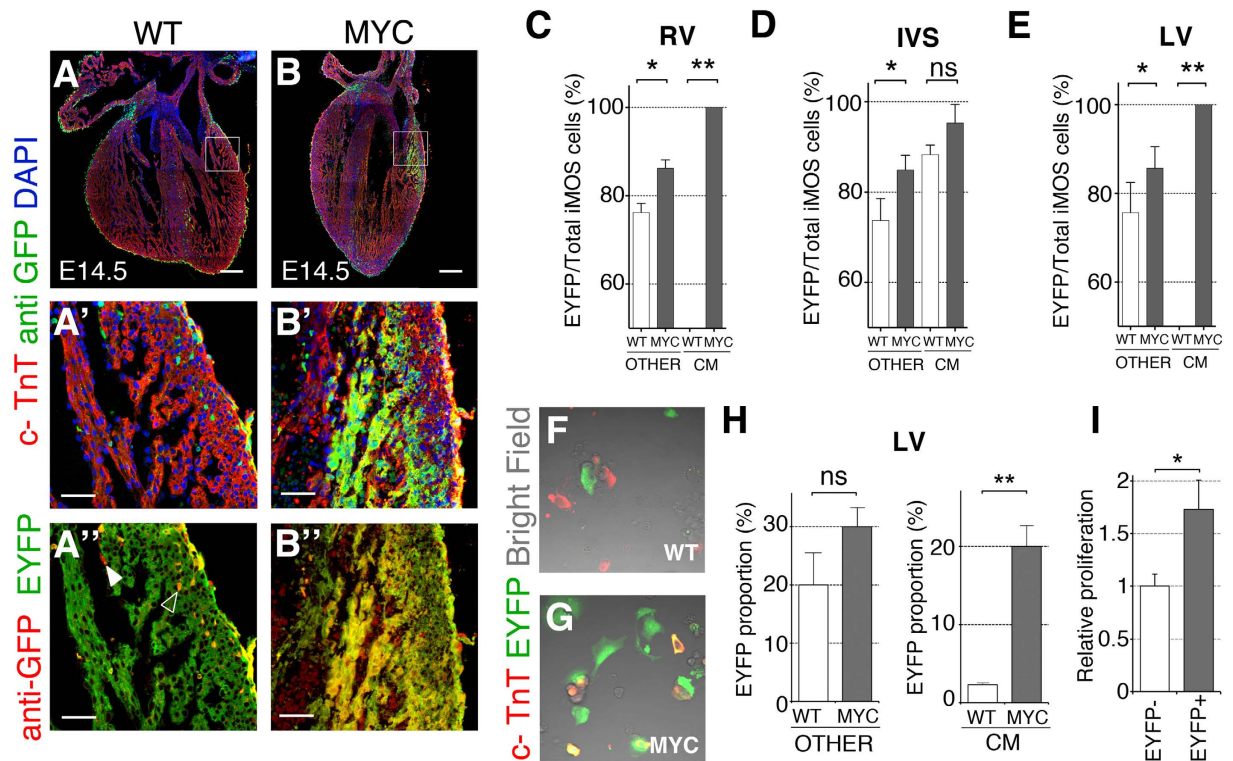 WT
MYC
c- TnT anti GFP DAPI
A
E14.5
B
E14.5
A'
B'
anti-GFP EYFP
A''
B''
C
RV
EYFP/Total iMOS cells (%)
* **
100
80
60
WT MYC WT MYC
OTHER CM
D
IVS
EYFP/Total iMOS cells (%)
* ns
100
80
60
WT MYC WT MYC
OTHER CM
E
LV
EYFP/Total iMOS cells (%)
* **
100
80
60
WT MYC WT MYC
OTHER CM
c- TnT EYFP Bright Field
F
WT
G
MYC
H
LV
EYFP proportion (%)
ns
30
20
10
0
WT MYC
OTHER
EYFP proportion (%)
**
20
10
0
WT MYC
CM
I
Relative proliferation
*
2
1.5
1
0.5
0
EYFP- EYFP+